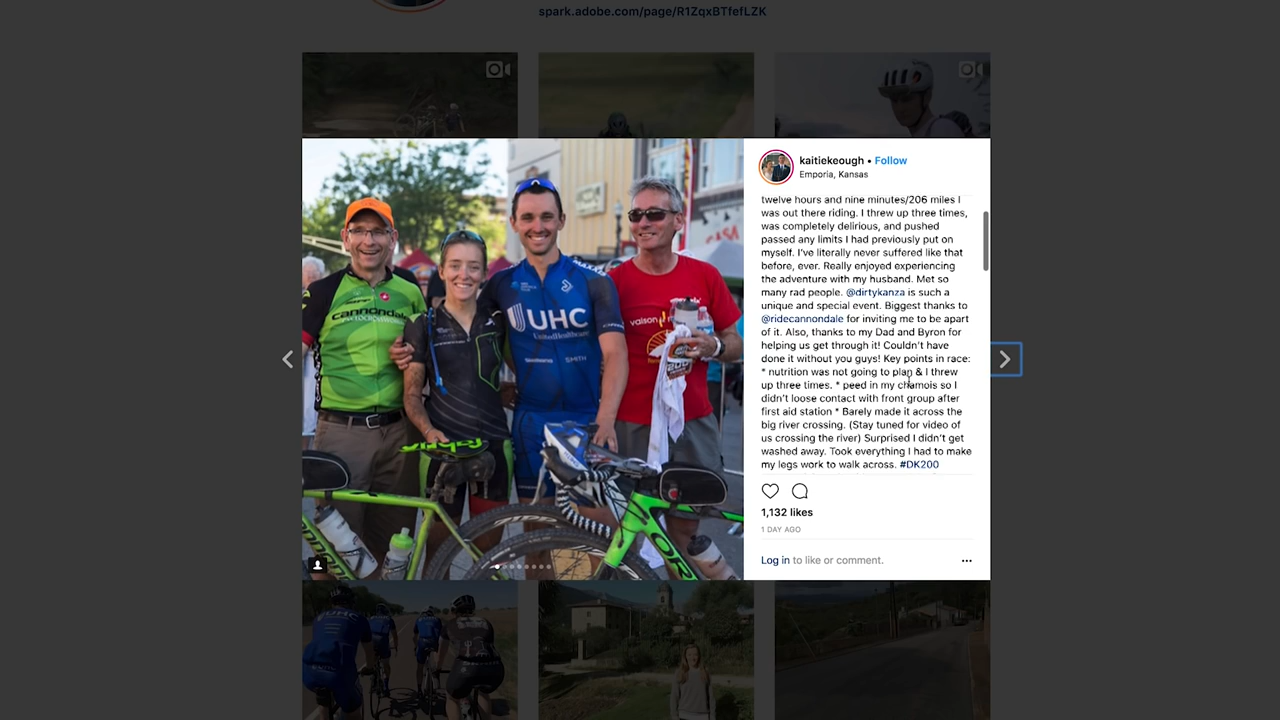 spark.adobe.com/page/R1ZqxBTfefLZK
kaitiekeough • Follow
Emporia, Kansas
twelve hours and nine minutes/206 miles I
was out there riding. I threw up three times,
was completely delirious, and pushed
passed any limits I had previously put on
myself. I've literally never suffered like that
before, ever. Really enjoyed experiencing
the adventure with my husband. Met so
many rad people. @dirtykanza is such a
unique and special event. Biggest thanks to
@ridecannondale for inviting me to be apart
of it. Also, thanks to my Dad and Byron for
helping us get through it! Couldn't have
done it without you guys! Key points in race:
* nutrition was not going to plan & I threw
up three times. * peed in my chamois so I
didn't loose contact with front group after
first aid station * Barely made it across the
big river crossing. (Stay tuned for video of
us crossing the river) Surprised I didn't get
washed away. Took everything I had to make
my legs work to walk across. #DK200
1,132 likes
1 DAY AGO
Log in to like or comment.
cannondale
UHC
UnitedHealthcare
SHIMANO
SMITH
MAXXIS
CASA
vaison